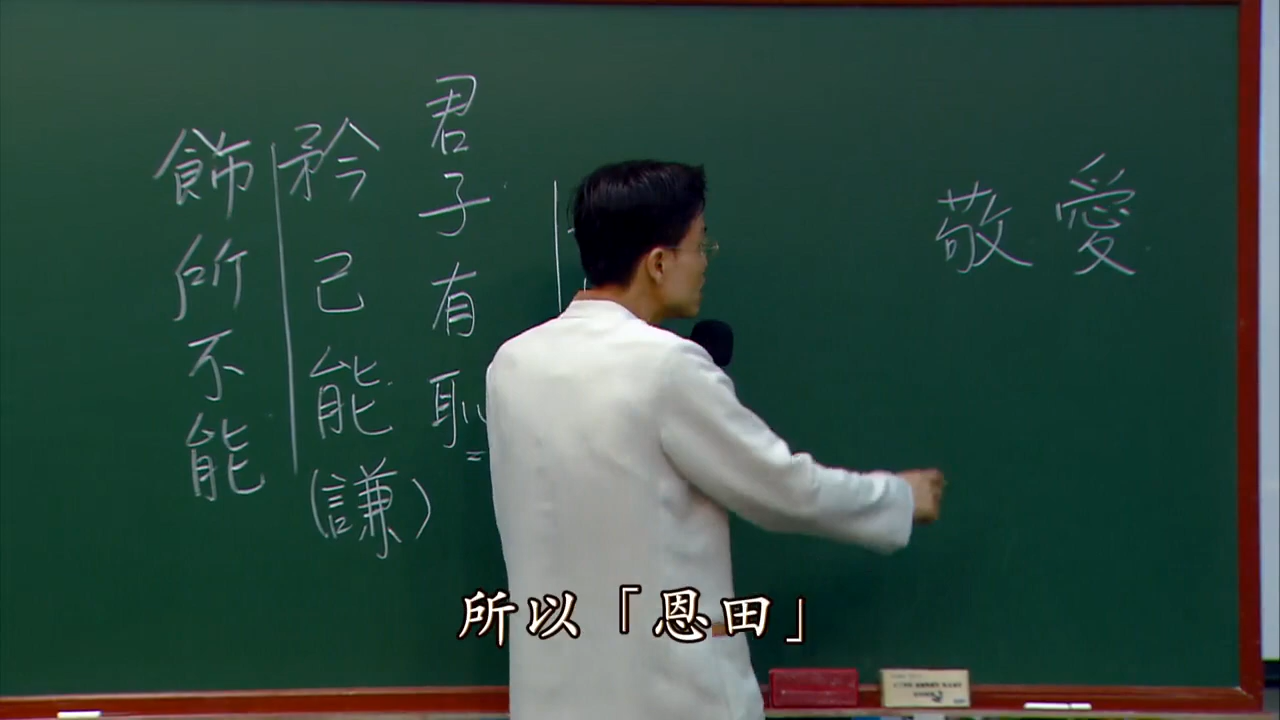 愛
敬
君子有恥
矜己能(謙)
飾所不能
所以「恩田」